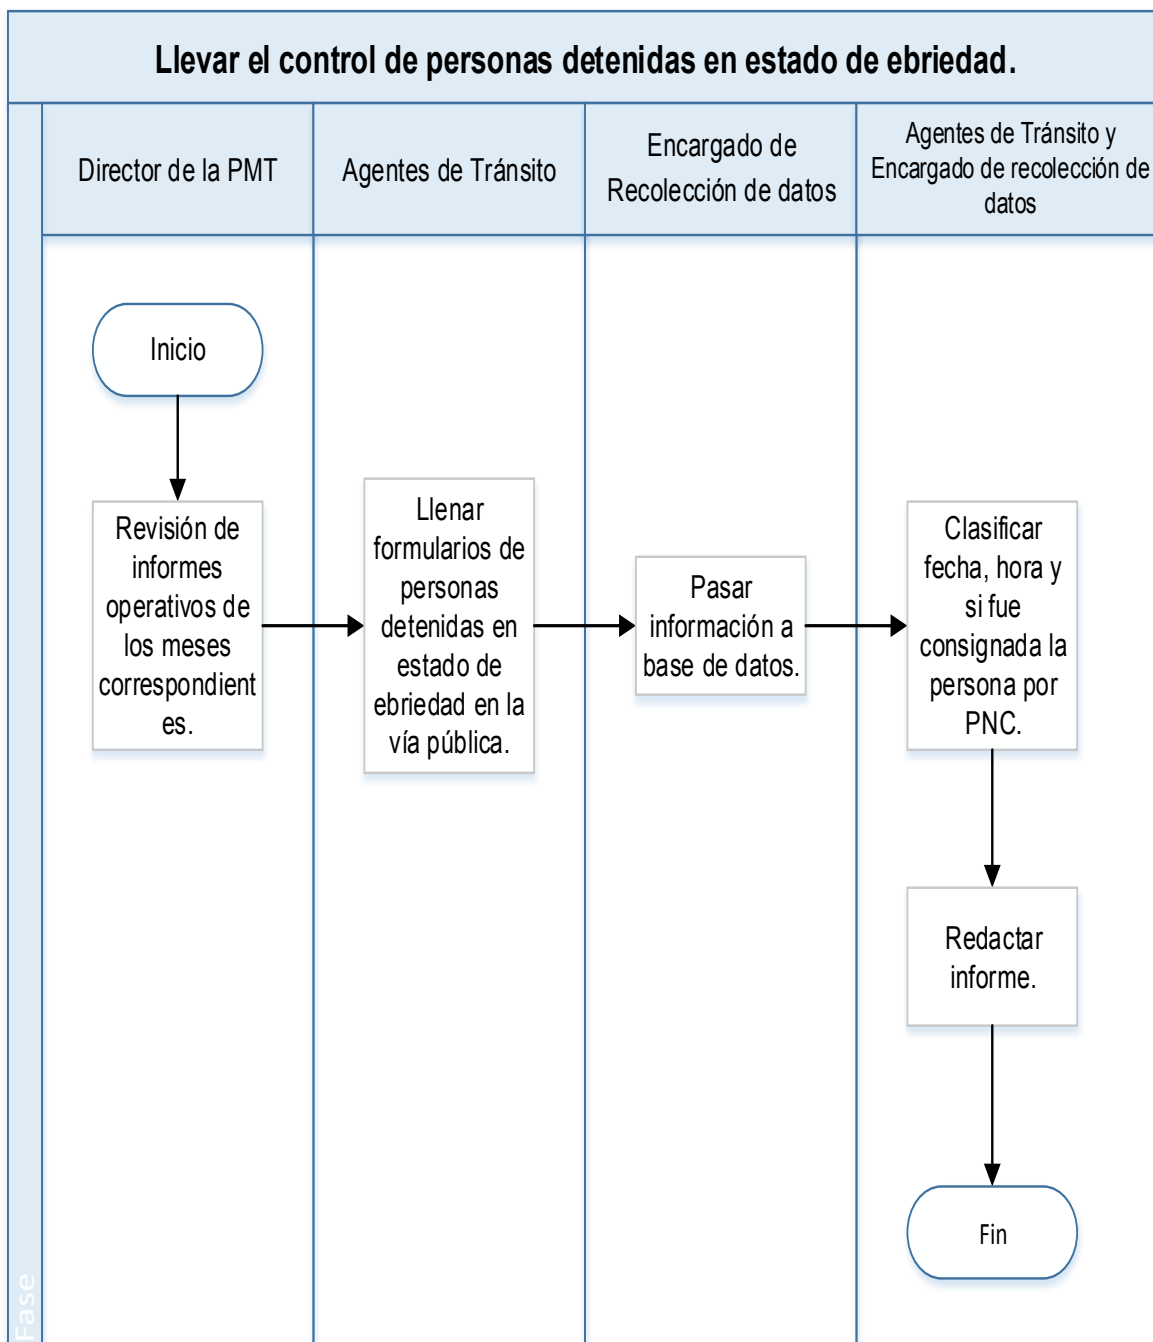 Llevar el control de personas detenidas en estado de ebriedad.
Director de la PMT
Agentes de Tránsito
Encargado de
Recolección de datos
Agentes de Tránsito y
Encargado de recolección de
datos
Inicio
Revisión de
informes
operativos de
los meses
correspondient
es.
Llenar
formularios de
personas
detenidas en
estado de
ebriedad en la
vía pública.
Pasar
información a
base de datos.
Clasificar
fecha, hora y
si fue
consignada la
persona por
PNC.
Redactar
informe.
Fin
Fase